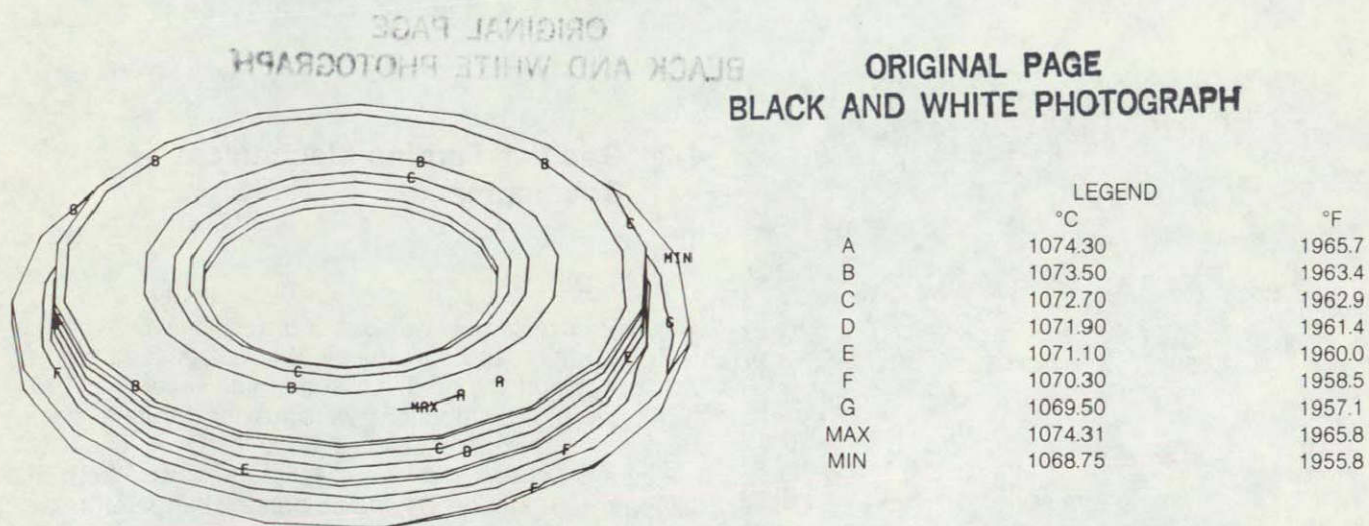 ORIGINAL PAGE
BLACK AND WHITE PHOTOGRAPH
ORIGINAL PAGE
BLACK AND WHITE PHOTOGRAPH
LEGEND
°C °F
A 1074.30 1965.7
B 1073.50 1963.4
C 1072.70 1962.9
D 1071.90 1961.4
E 1071.10 1960.0
F 1070.30 1958.5
G 1069.50 1957.1
MAX 1074.31 1965.8
MIN 1068.75 1955.8
B
B
B
C
B
E
MIN
G
F
E
C
B
B
A
A
MAX
C
D
F
E
F